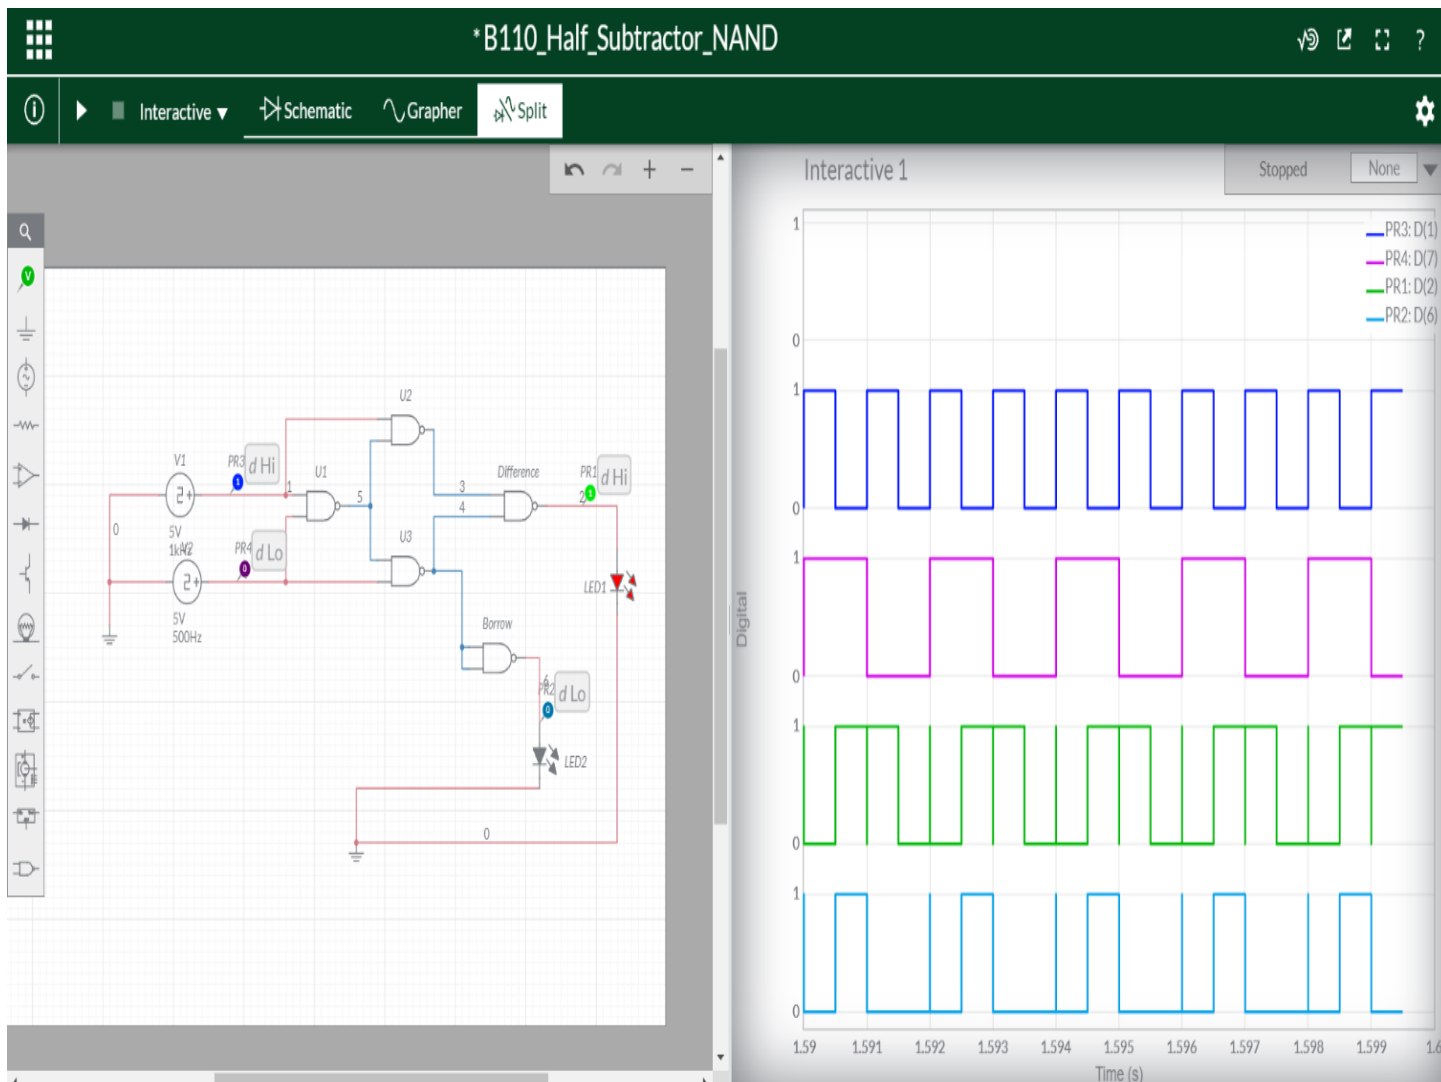 *B110_Half_Subtractor_NAND
?
Interactive
Schematic
Grapher
Split
Interactive 1
Stopped
None
PR3: D(1)
PR4: D(7)
PR1: D(2)
PR2: D(6)
V1
PR3
d Hi
1
5V
0
PR4
d Lo
5V
500Hz
U1
1
5
U2
U3
3
4
Difference
PR1
d Hi
2
LED1
Borrow
PR2
d Lo
LED2
0
Digital
1
0
1
0
1
0
1
0
1
0
1.59
1.591
1.592
1.593
1.594
1.595
1.596
1.597
1.598
1.599
1.6
Time (s)